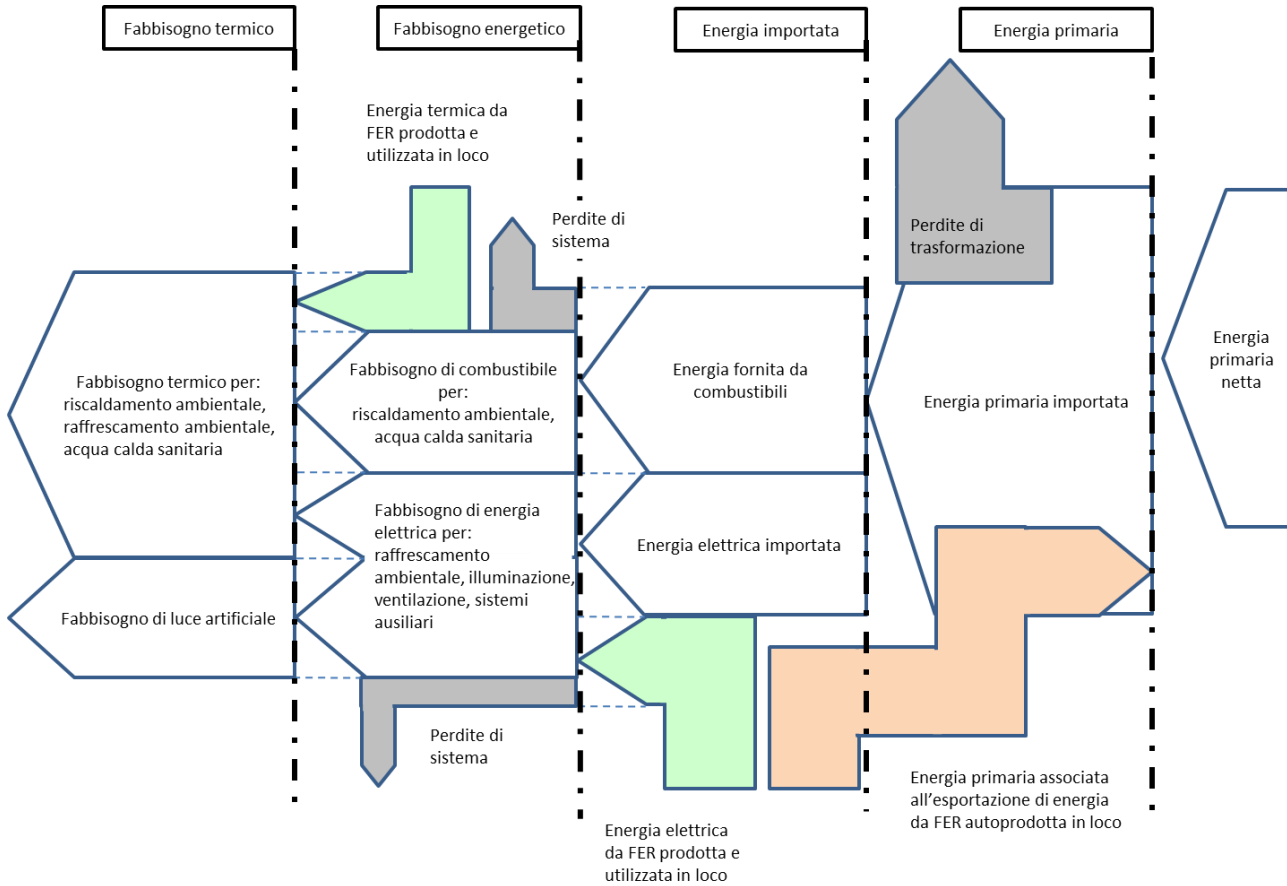 Fabbisogno termico
Fabbisogno energetico
Energia importata
Energia primaria
Energia termica da
FER prodotta e
utilizzata in loco
Perdite di
sistema
Perdite di
trasformazione
Fabbisogno termico per:
riscaldamento ambientale,
raffrescamento ambientale,
acqua calda sanitaria
Fabbisogno di combustibile
per:
riscaldamento ambientale,
acqua calda sanitaria
Energia fornita da
combustibili
Energia primaria importata
Energia
primaria
netta
Fabbisogno di luce artificiale
Fabbisogno di energia
elettrica per:
raffrescamento
ambientale, illuminazione,
ventilazione, sistemi
ausiliari
Energia elettrica importata
Perdite di
sistema
Energia elettrica
da FER prodotta e
utilizzata in loco
Energia primaria associata
all'esportazione di energia
da FER autoprodotta in loco